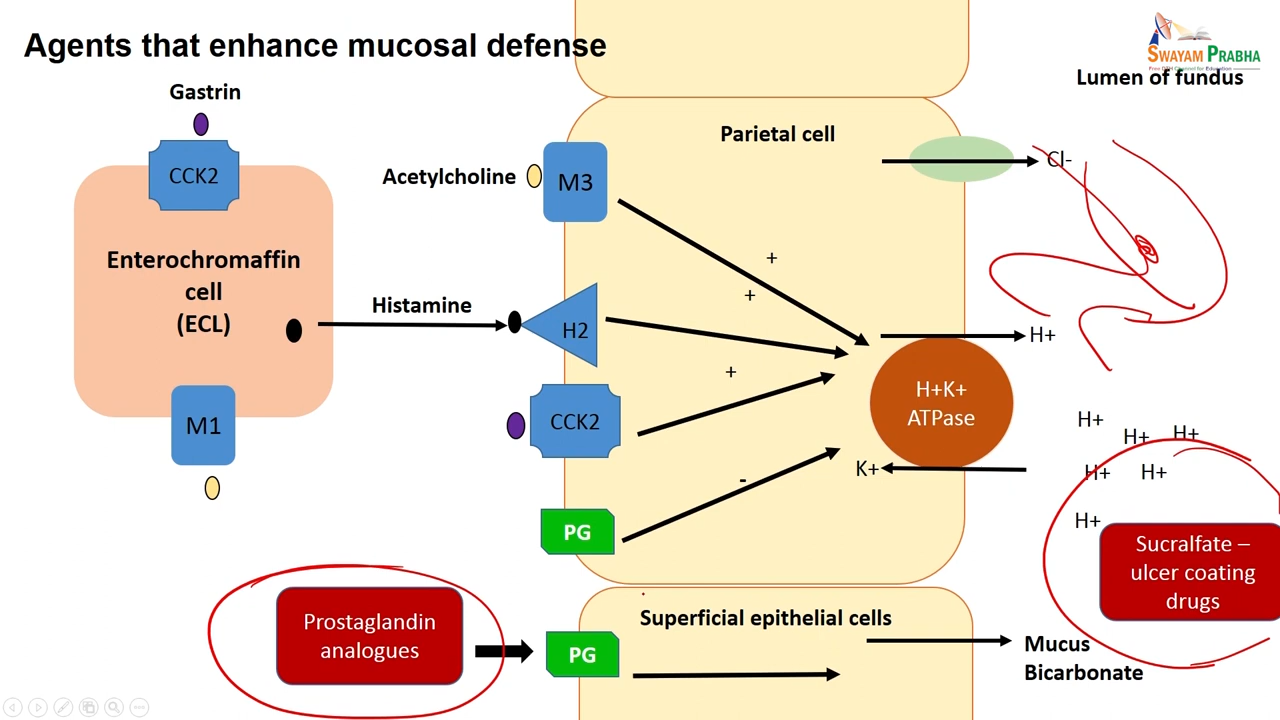 Agents that enhance mucosal defense
SWAYAM PRABHA
Lumen of fundus
Gastrin
CCK2
Enterochromaffin
cell
(ECL)
M1
Histamine
Acetylcholine
M3
H2
CCK2
PG
Parietal cell
+
+
+
-
Cl-
H+
H+K+
ATPase
K+
H+
H+
H+
H+
H+
H+
Sucralfate –
ulcer coating
drugs
Prostaglandin
analogues
PG
Superficial epithelial cells
Mucus
Bicarbonate